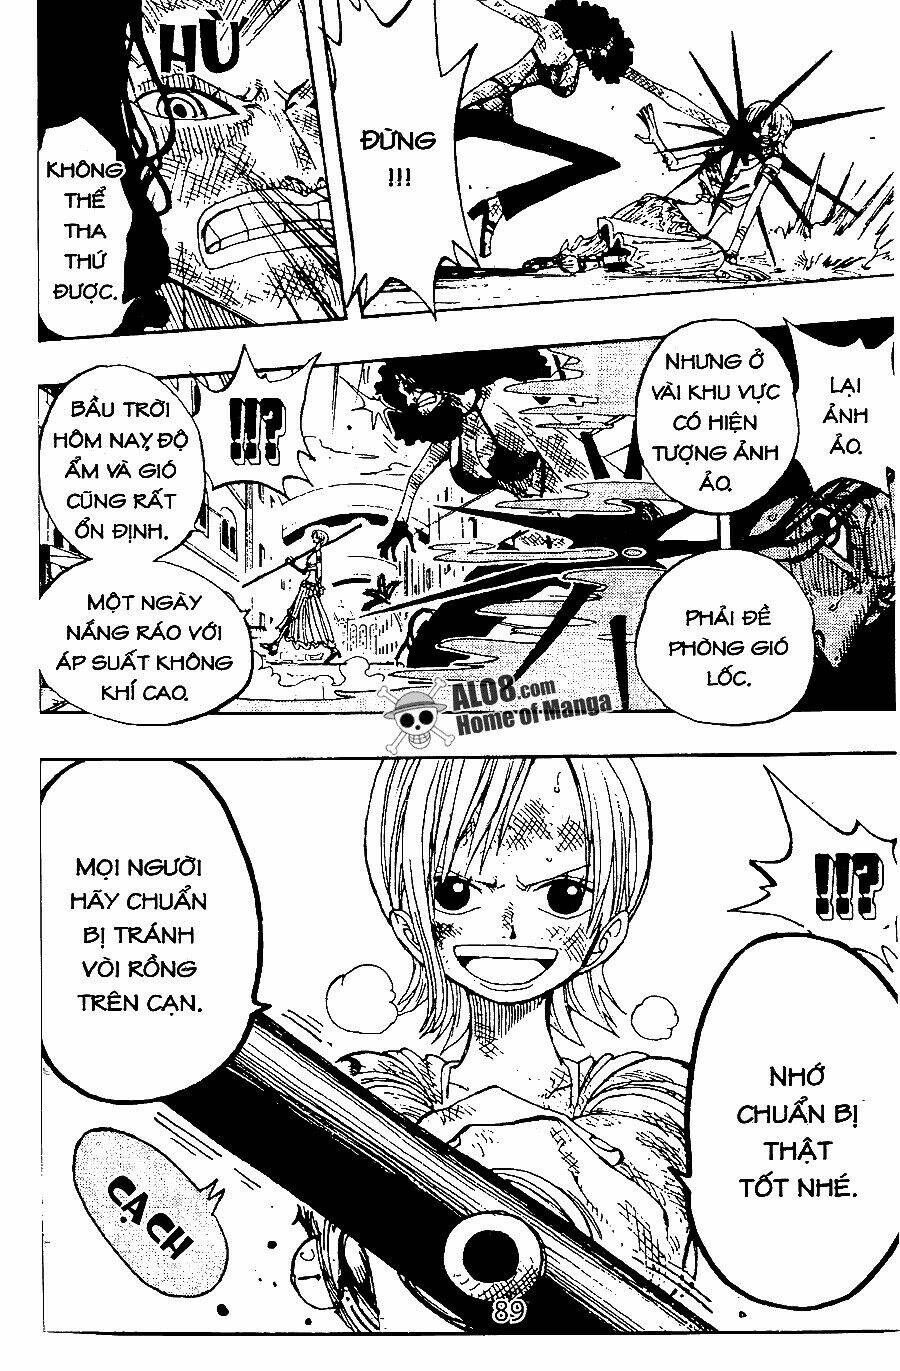 ĐỪNG
!!!
HỪ
KHÔNG
THỂ
THA
THỨ
ĐƯỢC.
LẠI
ẢNH
ẢO.
NHƯNG Ở
VÀI KHU VỰC
CÓ HIỆN
TƯỢNG ẢNH
ẢO.
PHẢI ĐỀ
PHÒNG GIÓ
LỐC.
!!?
BẦU TRỜI
HÔM NAY, ĐỘ
ẨM VÀ GIÓ
CŨNG RẤT
ỔN ĐỊNH.
MỘT NGÀY
NẮNG RÁO VỚI
ÁP SUẤT KHÔNG
KHÍ CAO.
ALO8.com
Home of Manga
!!?
NHỚ
CHUẨN BỊ
THẬT
TỐT NHÉ.
MỌI NGƯỜI
HÃY CHUẨN
BỊ TRÁNH
VÒI RỒNG
TRÊN CẠN.
CẠCH
89